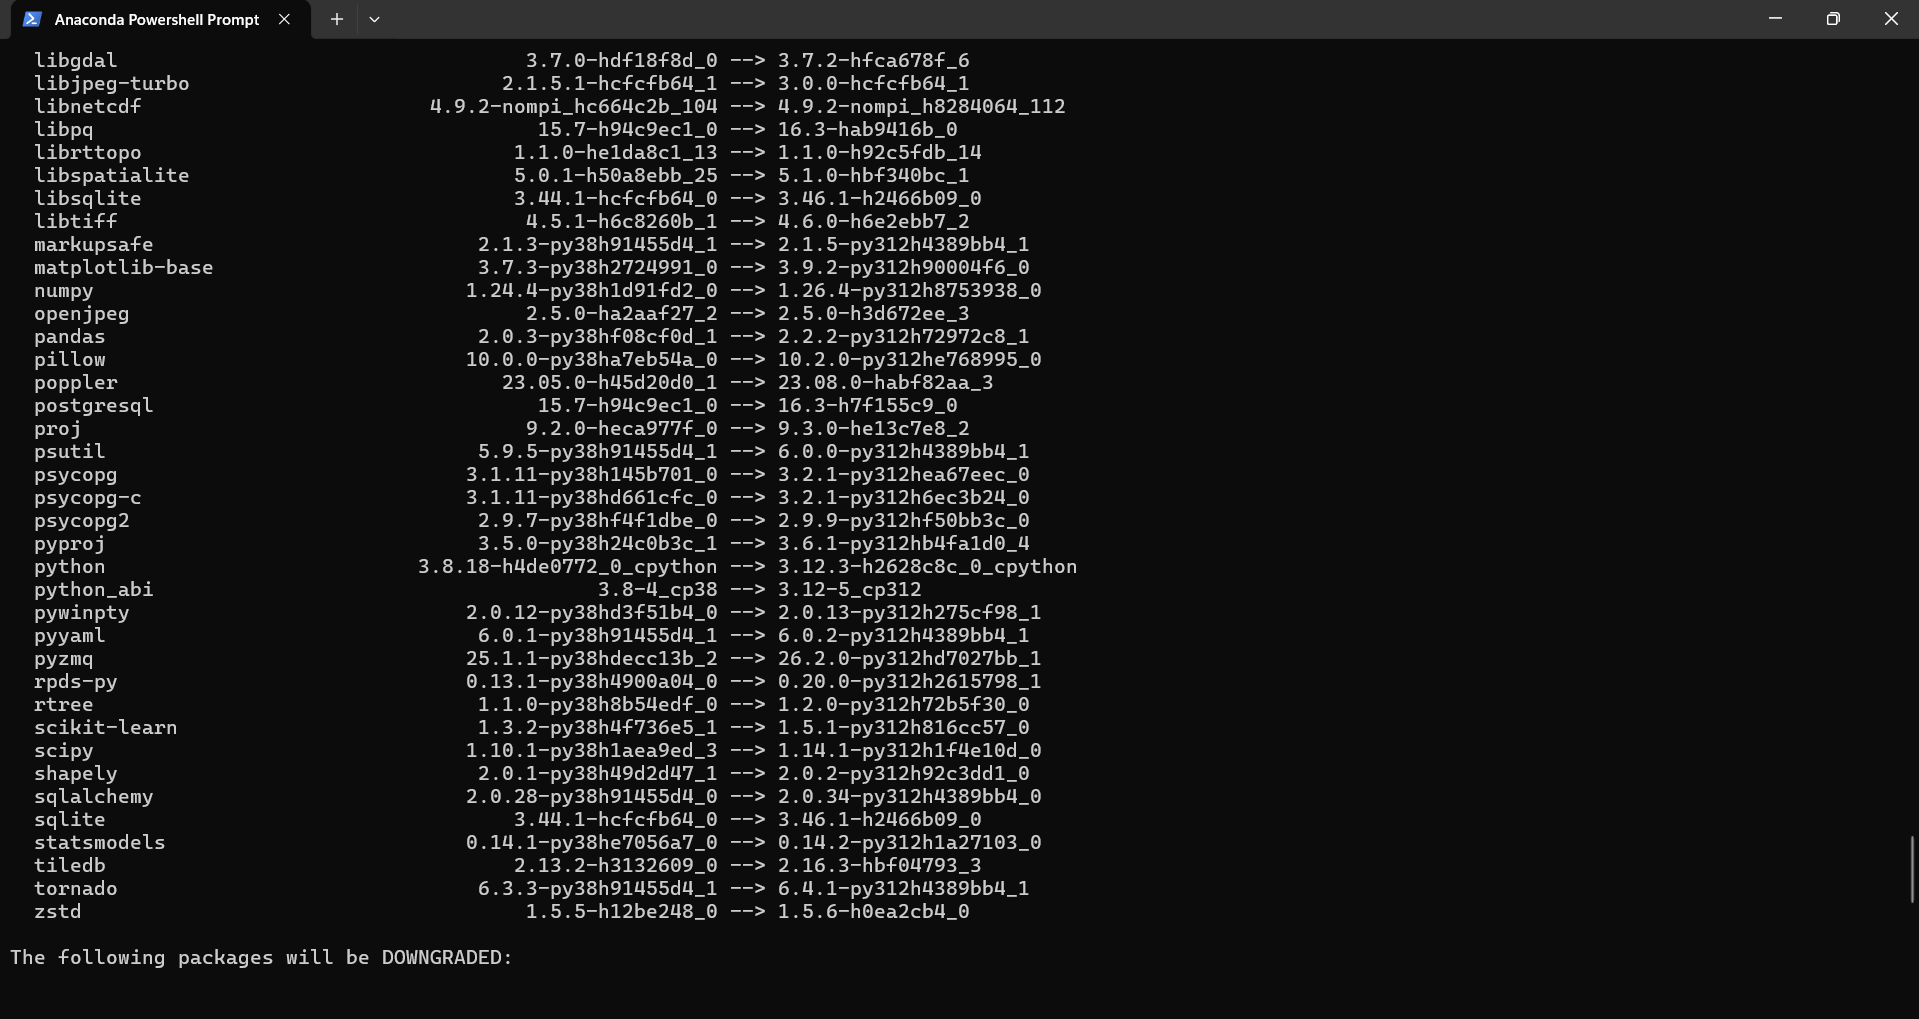 Anaconda Powershell Prompt
libgdal 3.7.0-hdf18f8d_0 --> 3.7.2-hfca678f_6
libjpeg-turbo 2.1.5.1-hcfcfb64_1 --> 3.0.0-hcfcfb64_1
libnetcdf 4.9.2-nompi_hc664c2b_104 --> 4.9.2-nompi_h8284064_112
libpq 15.7-h94c9ec1_0 --> 16.3-hab9416b_0
librttopo 1.1.0-he1da8c1_13 --> 1.1.0-h92c5fdb_14
libspatialite 5.0.1-h50a8ebb_25 --> 5.1.0-hbf340bc_1
libsqlite 3.44.1-hcfcfb64_0 --> 3.46.1-h2466b09_0
libtiff 4.5.1-h6c8260b_1 --> 4.6.0-h6e2ebb7_2
markupsafe 2.1.3-py38h91455d4_1 --> 2.1.5-py312h4389bb4_1
matplotlib-base 3.7.3-py38h2724991_0 --> 3.9.2-py312h90004f6_0
numpy 1.24.4-py38h1d91fd2_0 --> 1.26.4-py312h8753938_0
openjpeg 2.5.0-ha2aaf27_2 --> 2.5.0-h3d672ee_3
pandas 2.0.3-py38hf08cf0d_1 --> 2.2.2-py312h72972c8_1
pillow 10.0.0-py38ha7eb54a_0 --> 10.2.0-py312he768995_0
poppler 23.05.0-h45d20d0_1 --> 23.08.0-habf82aa_3
postgresql 15.7-h94c9ec1_0 --> 16.3-h7f155c9_0
proj 9.2.0-heca977f_0 --> 9.3.0-he13c7e8_2
psutil 5.9.5-py38h91455d4_1 --> 6.0.0-py312h4389bb4_1
psycopg 3.1.11-py38h145b701_0 --> 3.2.1-py312hea67eec_0
psycopg-c 3.1.11-py38hd661cfc_0 --> 3.2.1-py312h6ec3b24_0
psycopg2 2.9.7-py38hf4f1dbe_0 --> 2.9.9-py312hf50bb3c_0
pyproj 3.5.0-py38h24c0b3c_1 --> 3.6.1-py312hb4fa1d0_4
python 3.8.18-h4de0772_0_cpython --> 3.12.3-h2628c8c_0_cpython
python_abi 3.8-4_cp38 --> 3.12-5_cp312
pywinpty 2.0.12-py38hd3f51b4_0 --> 2.0.13-py312h275cf98_1
pyyaml 6.0.1-py38h91455d4_1 --> 6.0.2-py312h4389bb4_1
pyzmq 25.1.1-py38hdecc13b_2 --> 26.2.0-py312hd7027bb_1
rpds-py 0.13.1-py38h4900a04_0 --> 0.20.0-py312h2615798_1
rtree 1.1.0-py38h8b54edf_0 --> 1.2.0-py312h72b5f30_0
scikit-learn 1.3.2-py38h4f736e5_1 --> 1.5.1-py312h816cc57_0
scipy 1.10.1-py38h1aea9ed_3 --> 1.14.1-py312h1f4e10d_0
shapely 2.0.1-py38h49d2d47_1 --> 2.0.2-py312h92c3dd1_0
sqlalchemy 2.0.28-py38h91455d4_0 --> 2.0.34-py312h4389bb4_0
sqlite 3.44.1-hcfcfb64_0 --> 3.46.1-h2466b09_0
statsmodels 0.14.1-py38he7056a7_0 --> 0.14.2-py312h1a27103_0
tiledb 2.13.2-h3132609_0 --> 2.16.3-hbf04793_3
tornado 6.3.3-py38h91455d4_1 --> 6.4.1-py312h4389bb4_1
zstd 1.5.5-h12be248_0 --> 1.5.6-h0ea2cb4_0
The following packages will be DOWNGRADED: